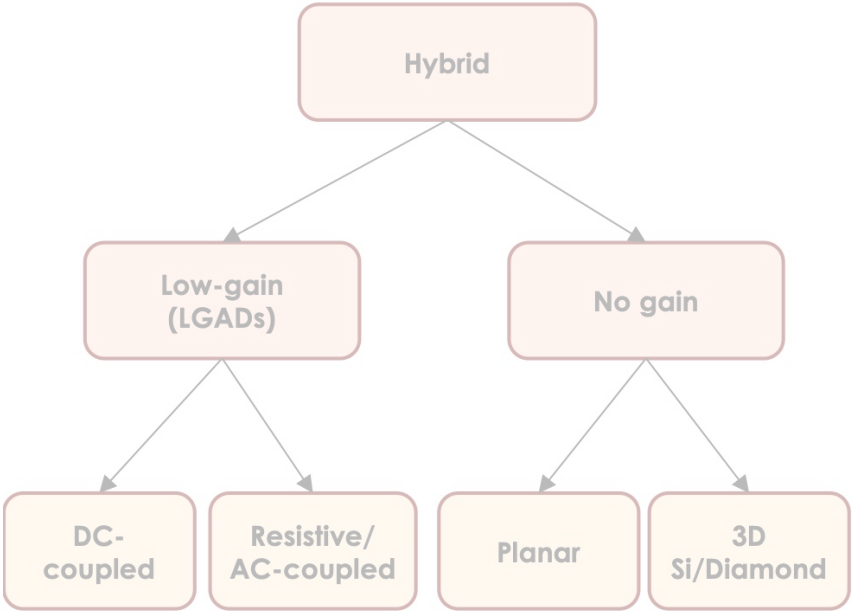 Hybrid
Low-gain
(LGADs)
No gain
DC-
coupled
Resistive/
AC-coupled
Planar
3D
Si/Diamond